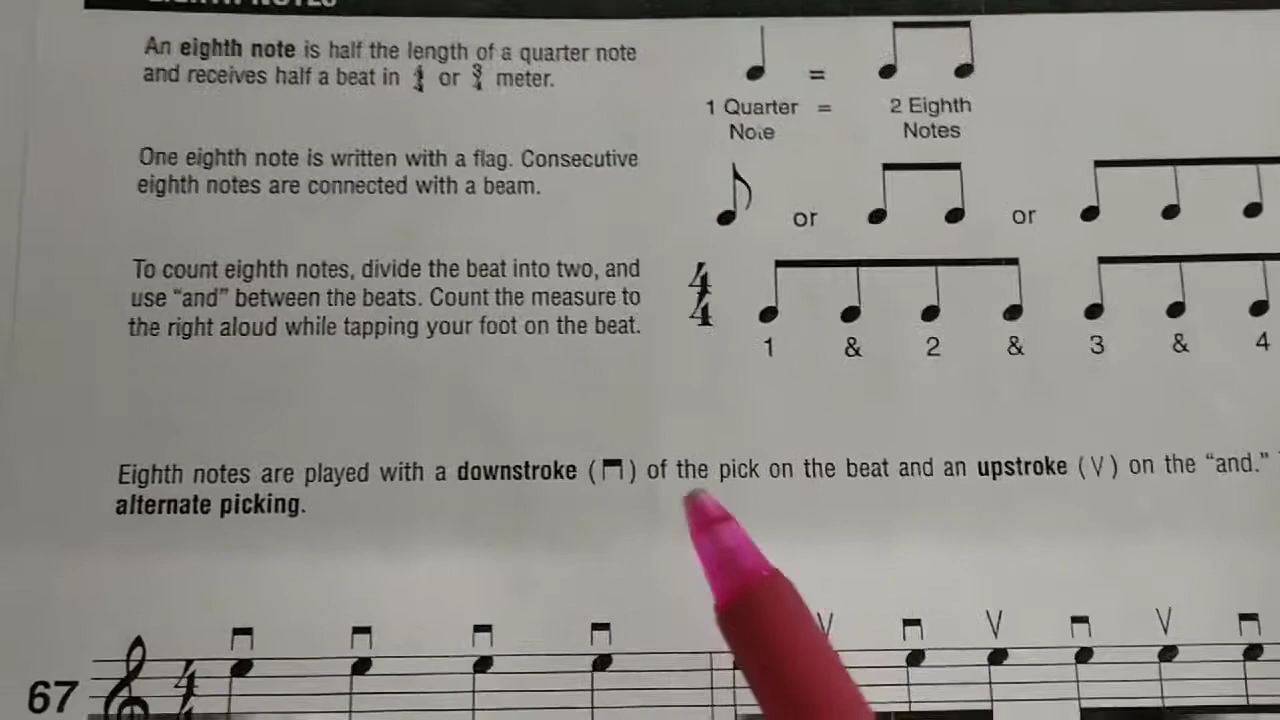 EIGHTH NOTES
An eighth note is half the length of a quarter note
and receives half a beat in 4/4 or 3/4 meter.
1 Quarter = 2 Eighth
Note Notes
One eighth note is written with a flag. Consecutive
eighth notes are connected with a beam.
or or
To count eighth notes, divide the beat into two, and
use “and” between the beats. Count the measure to
the right aloud while tapping your foot on the beat.
4
4
1 & 2 & 3 & 4
Eighth notes are played with a downstroke ( ) of the pick on the beat and an upstroke (V) on the “and.”
alternate picking.
67
4